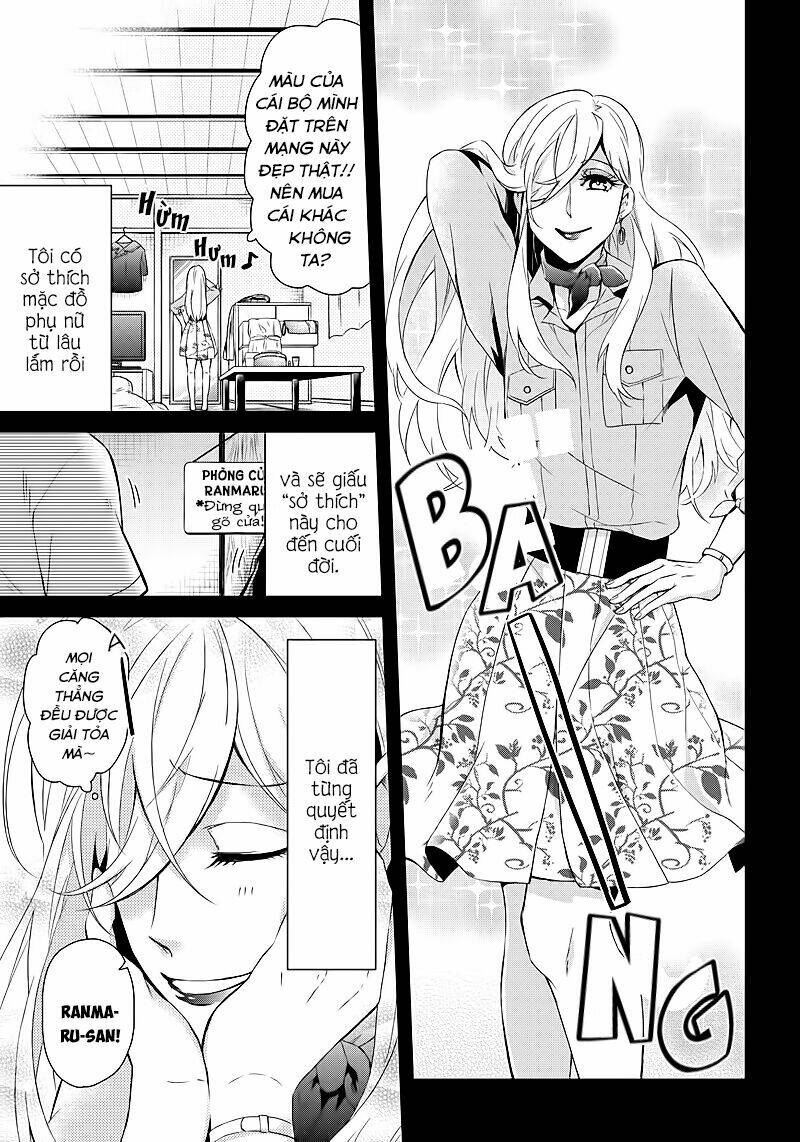 BA
NG
MÀU CỦA
CÁI BỘ MÌNH
ĐẶT TRÊN
MẠNG NÀY
ĐẸP THẬT!!
NÊN MUA
CÁI KHÁC
KHÔNG
TA?
Hừm
Hưm♪
Tôi có
sở thích
mặc đồ
phụ nữ
từ lâu
lắm rồi
và sẽ giấu
"sở thích"
này cho
đến cuối
đời.
PHÒNG CỦ
RANMARU
*Đừng qu
gõ cửa!
Tôi đã
từng
quyết
định
vậy...
MỌI
CĂNG
THẲNG
ĐỀU ĐƯỢC
GIẢI TỎA
MÀ~
RANMA-
RU-SAN!